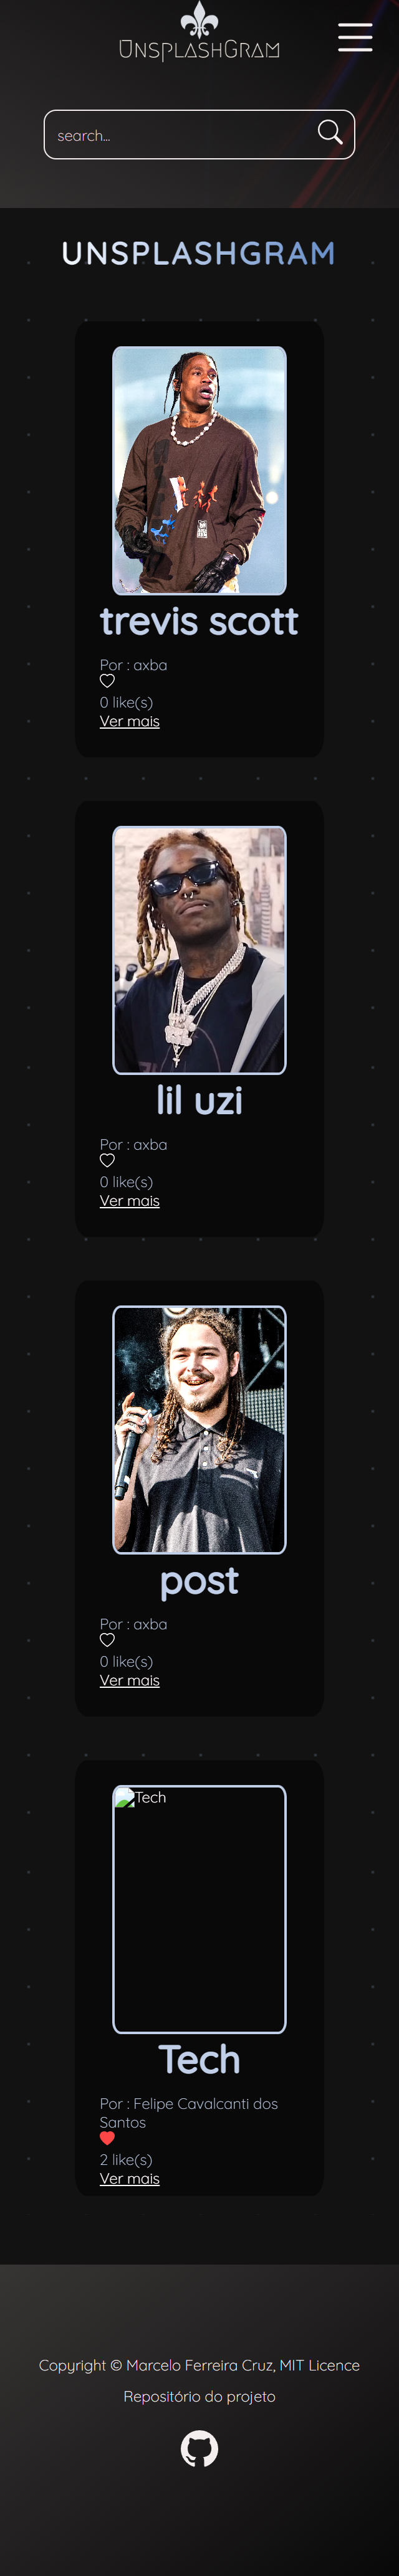 UNSPLASHGRAM
search...
UNSPLASHGRAM
trevis scott
Por : axba
0 like(s)
Ver mais
lil uzi
Por : axba
0 like(s)
Ver mais
post
Por : axba
0 like(s)
Ver mais
Tech
Tech
Por : Felipe Cavalcanti dos
Santos
2 like(s)
Ver mais
Copyright © Marcelo Ferreira Cruz, MIT Licence
Repositório do projeto